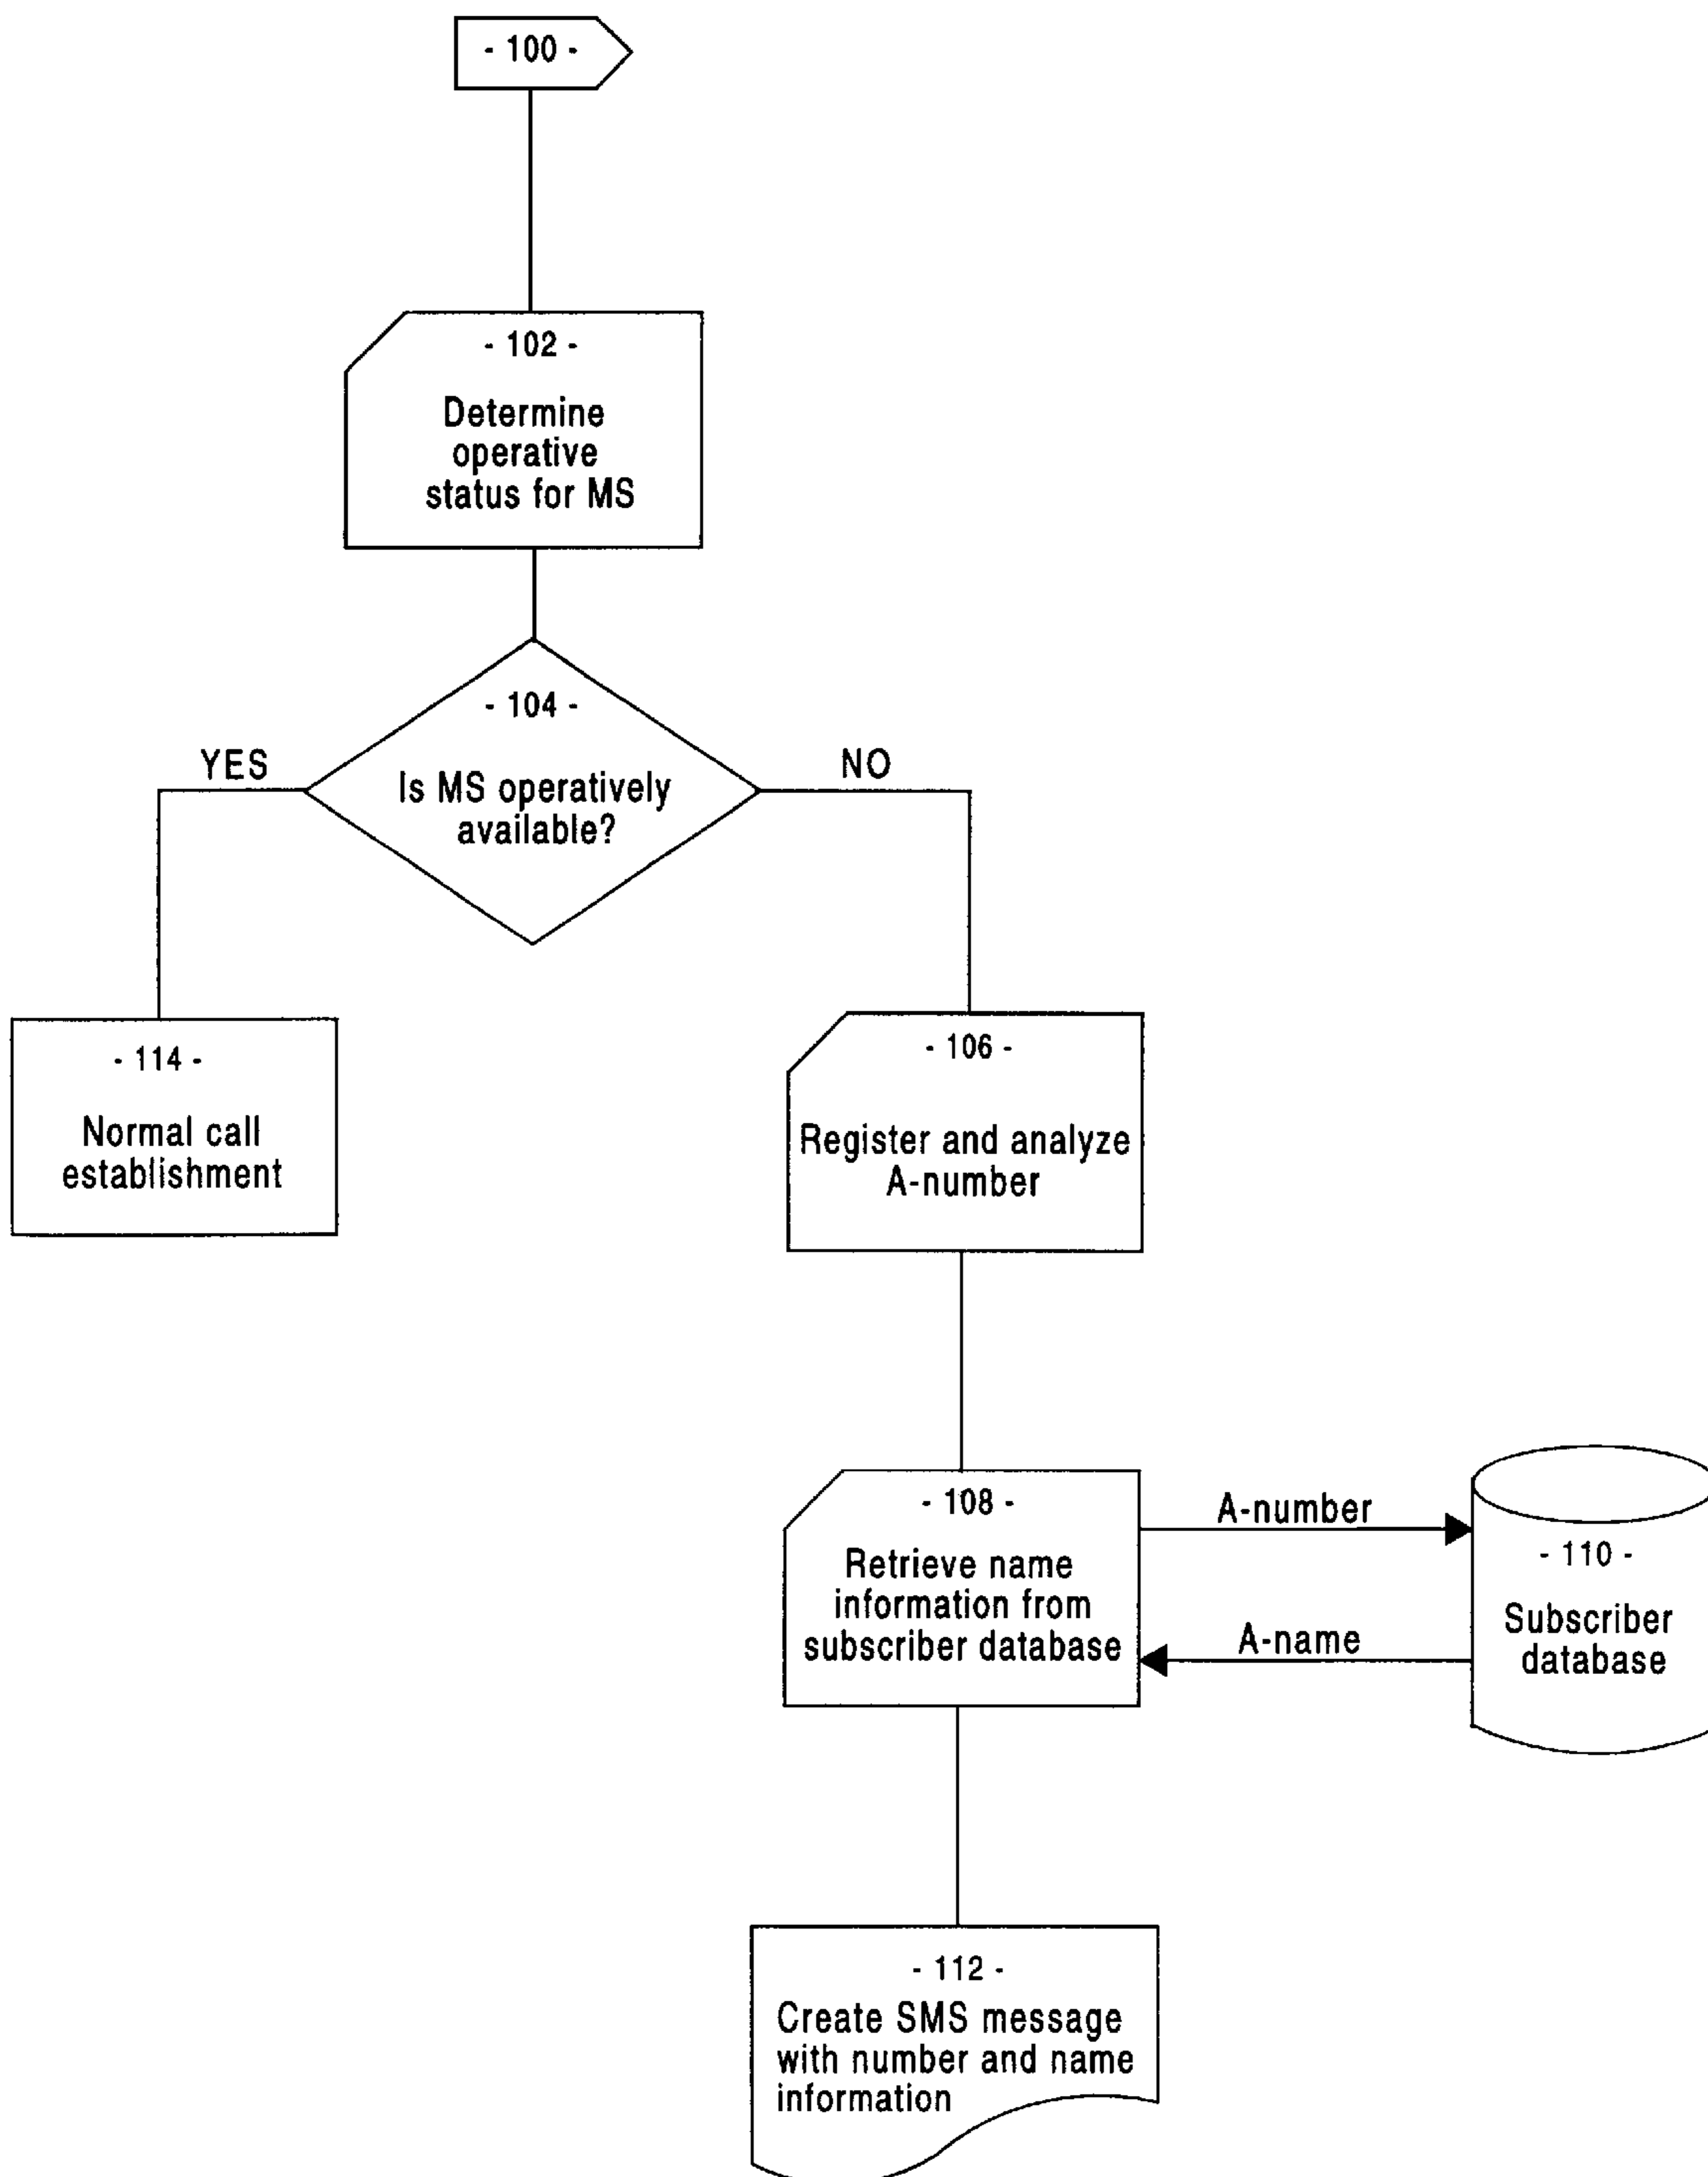 - 100 -
- 102 -
Determine
operative
status for MS
- 104 -
Is MS operatively
available?
YES
NO
- 114 -
Normal call
establishment
- 106 -
Register and analyze
A-number
- 108 -
Retrieve name
information from
subscriber database
A-number
A-name
- 110 -
Subscriber
database
- 112 -
Create SMS message
with number and name
information